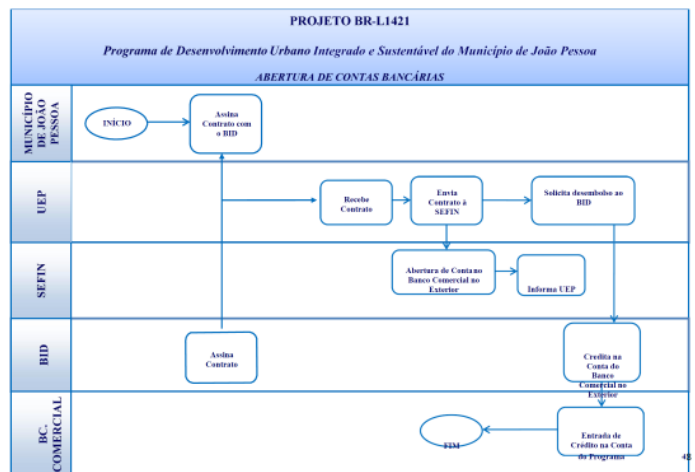 PROJETO BR-L1421
Programa de Desenvolvimento Urbano Integrado e Sustentável do Município de João Pessoa
ABERTURA DE CONTAS BANCÁRIAS
MUNICÍPIO
DE JOÃO
PESSOA
INÍCIO
Assina
Contrato com
o BID
UEP
Recebe
Contrato
Envia
Contrato à
SEFIN
Solicita desembolso ao
BID
SEFIN
Abertura de Conta no
Banco Comercial no
Exterior
Informa UEP
BID
Assina
Contrato
Credita na
Conta do
Banco
Comercial no
Exterior
BC.
COMERCIAL
FIM
Entrada de
Crédito na Conta
do Programa
48